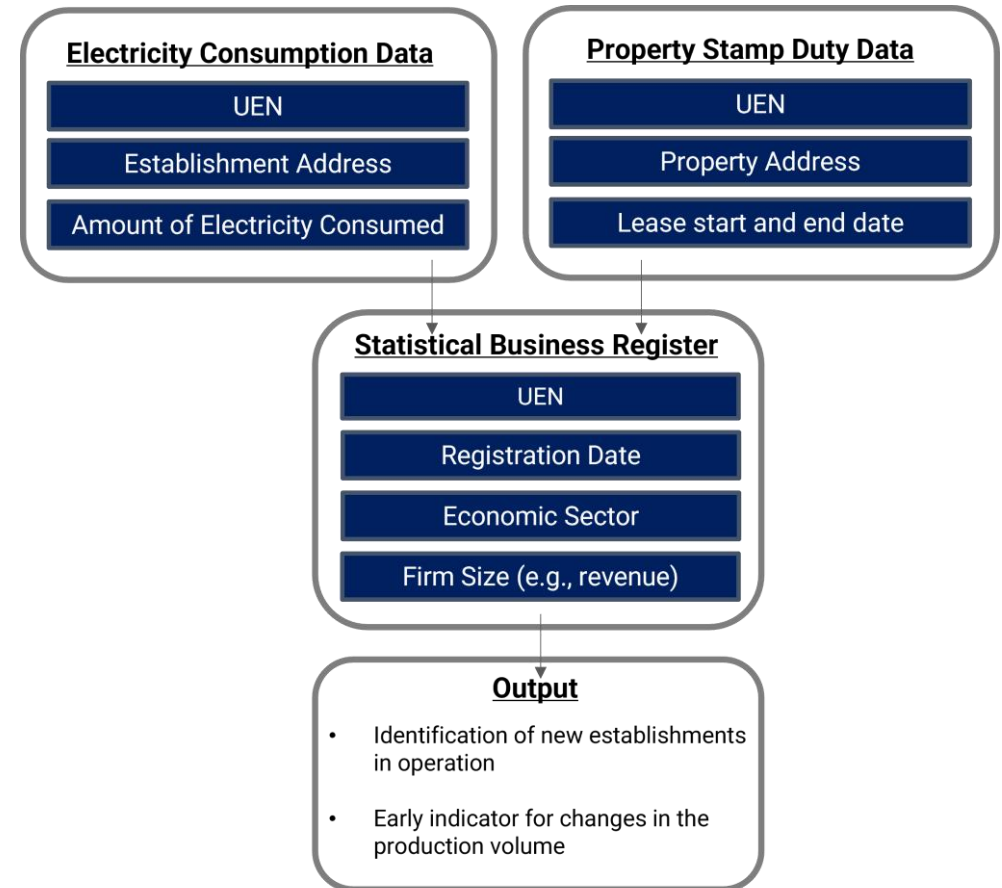 Electricity Consumption Data
UEN
Establishment Address
Amount of Electricity Consumed
Property Stamp Duty Data
UEN
Property Address
Lease start and end date
Statistical Business Register
UEN
Registration Date
Economic Sector
Firm Size (e.g., revenue)
Output
• Identification of new establishments
in operation
• Early indicator for changes in the
production volume